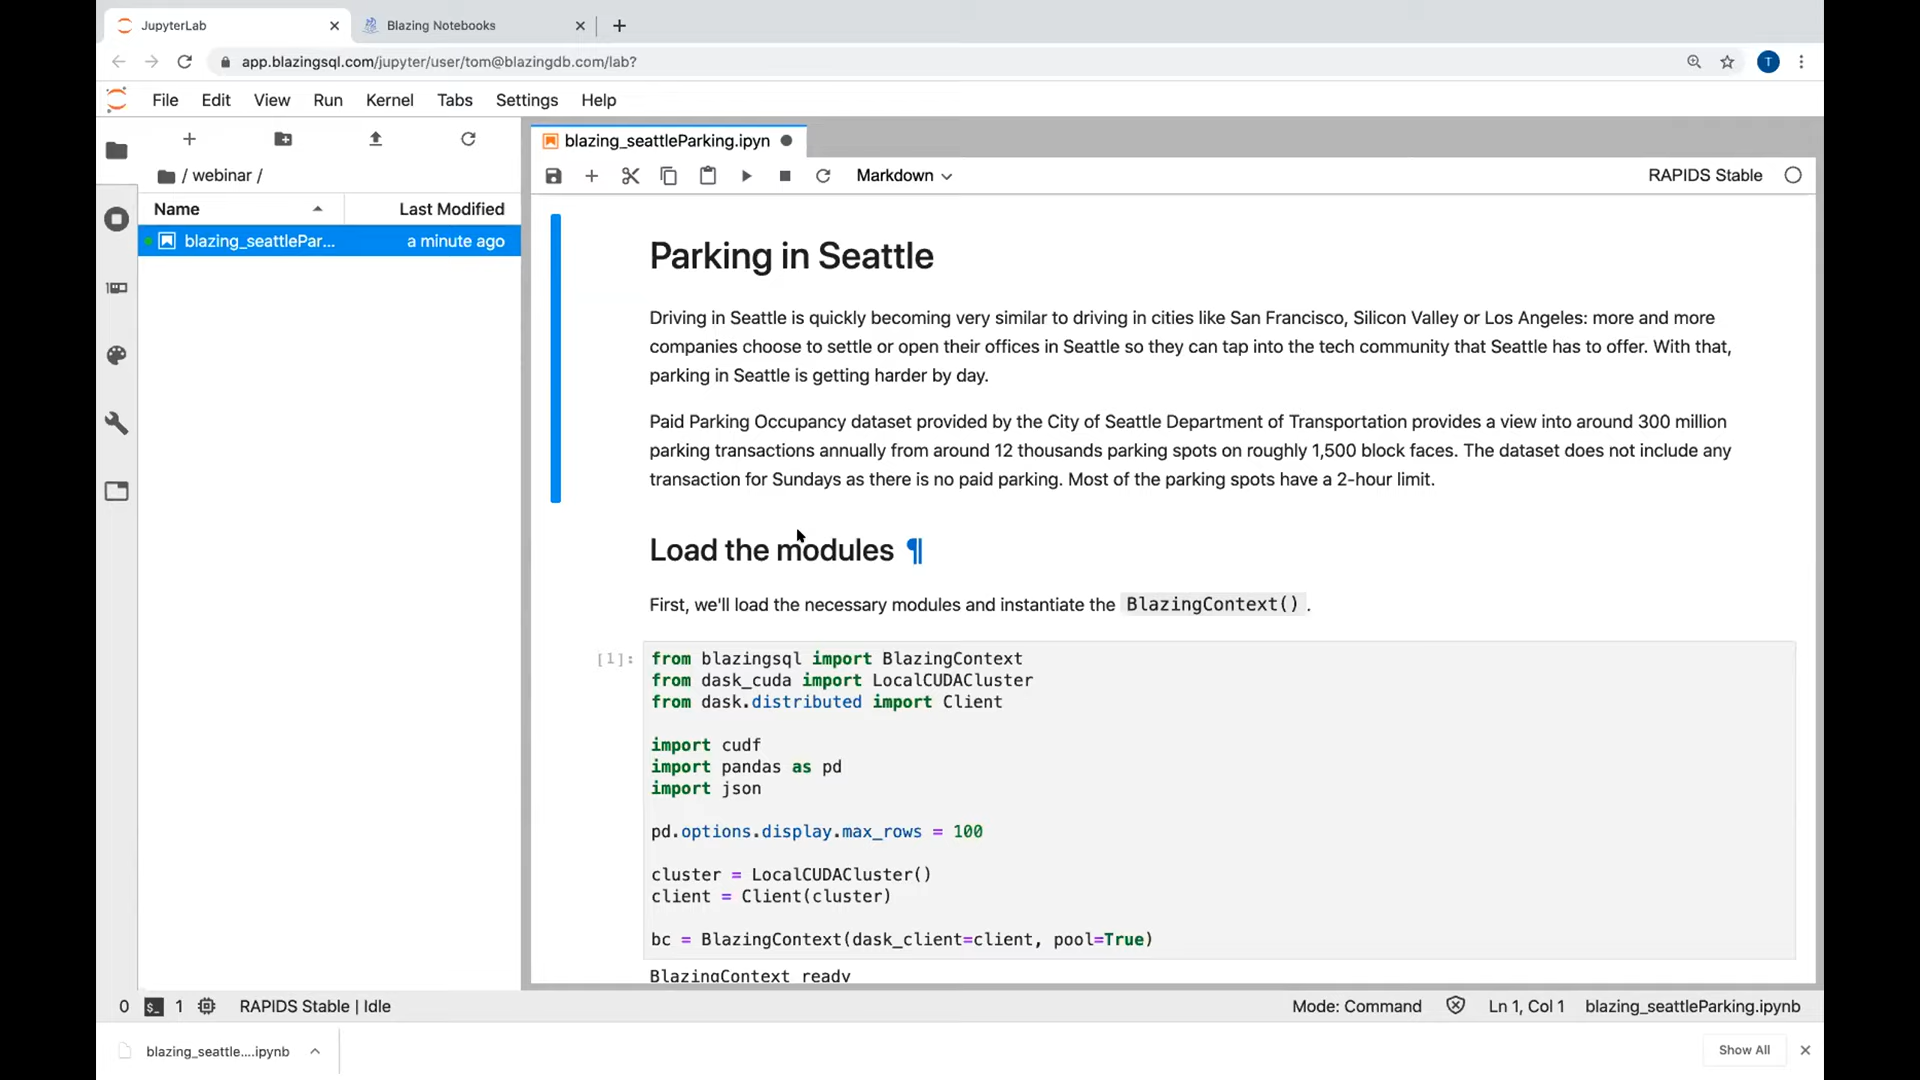 JupyterLab
Blazing Notebooks
app.blazingsql.com/jupyter/user/tom@blazingdb.com/lab?
T
File Edit View Run Kernel Tabs Settings Help
blazing_seattleParking.ipyn
/ webinar /
Markdown
RAPIDS Stable
Name
Last Modified
blazing_seattlePar...
a minute ago
Parking in Seattle
Driving in Seattle is quickly becoming very similar to driving in cities like San Francisco, Silicon Valley or Los Angeles: more and more
companies choose to settle or open their offices in Seattle so they can tap into the tech community that Seattle has to offer. With that,
parking in Seattle is getting harder by day.
Paid Parking Occupancy dataset provided by the City of Seattle Department of Transportation provides a view into around 300 million
parking transactions annually from around 12 thousands parking spots on roughly 1,500 block faces. The dataset does not include any
transaction for Sundays as there is no paid parking. Most of the parking spots have a 2-hour limit.
Load the modules ¶
First, we'll load the necessary modules and instantiate the BlazingContext() .
[1]:
from blazingsql import BlazingContext
from dask_cuda import LocalCUDACluster
from dask.distributed import Client
import cudf
import pandas as pd
import json
pd.options.display.max_rows = 100
cluster = LocalCUDACluster()
client = Client(cluster)
bc = BlazingContext(dask_client=client, pool=True)
BlazingContext ready
0 $_ 1 RAPIDS Stable | Idle
Mode: Command
Ln 1, Col 1
blazing_seattleParking.ipynb
blazing_seattle....ipynb
Show All